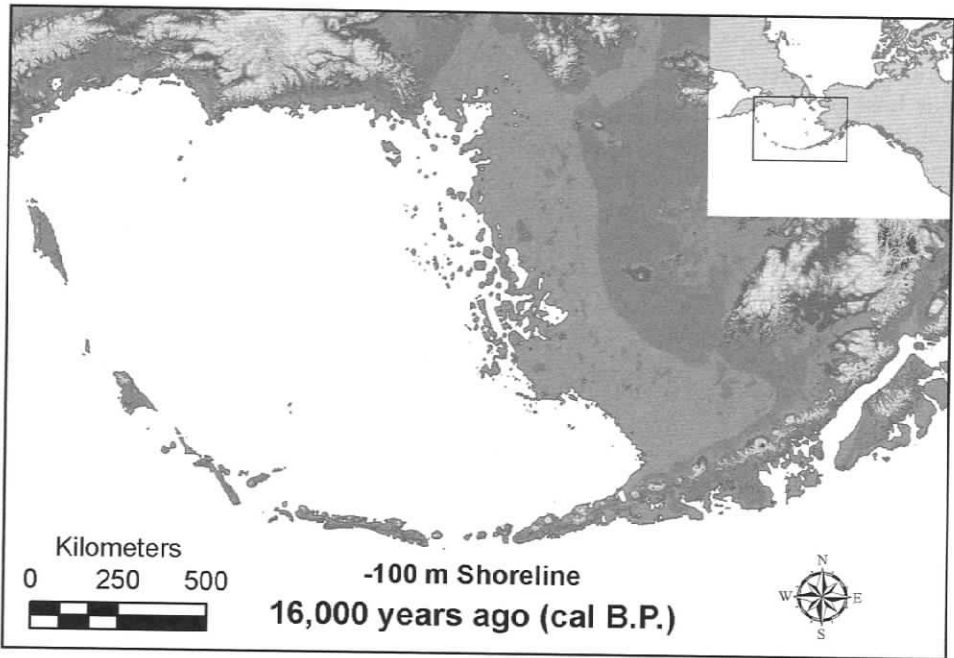 Kilometers
0 250 500
-100 m Shoreline
16,000 years ago (cal B.P.)
N
W E
S